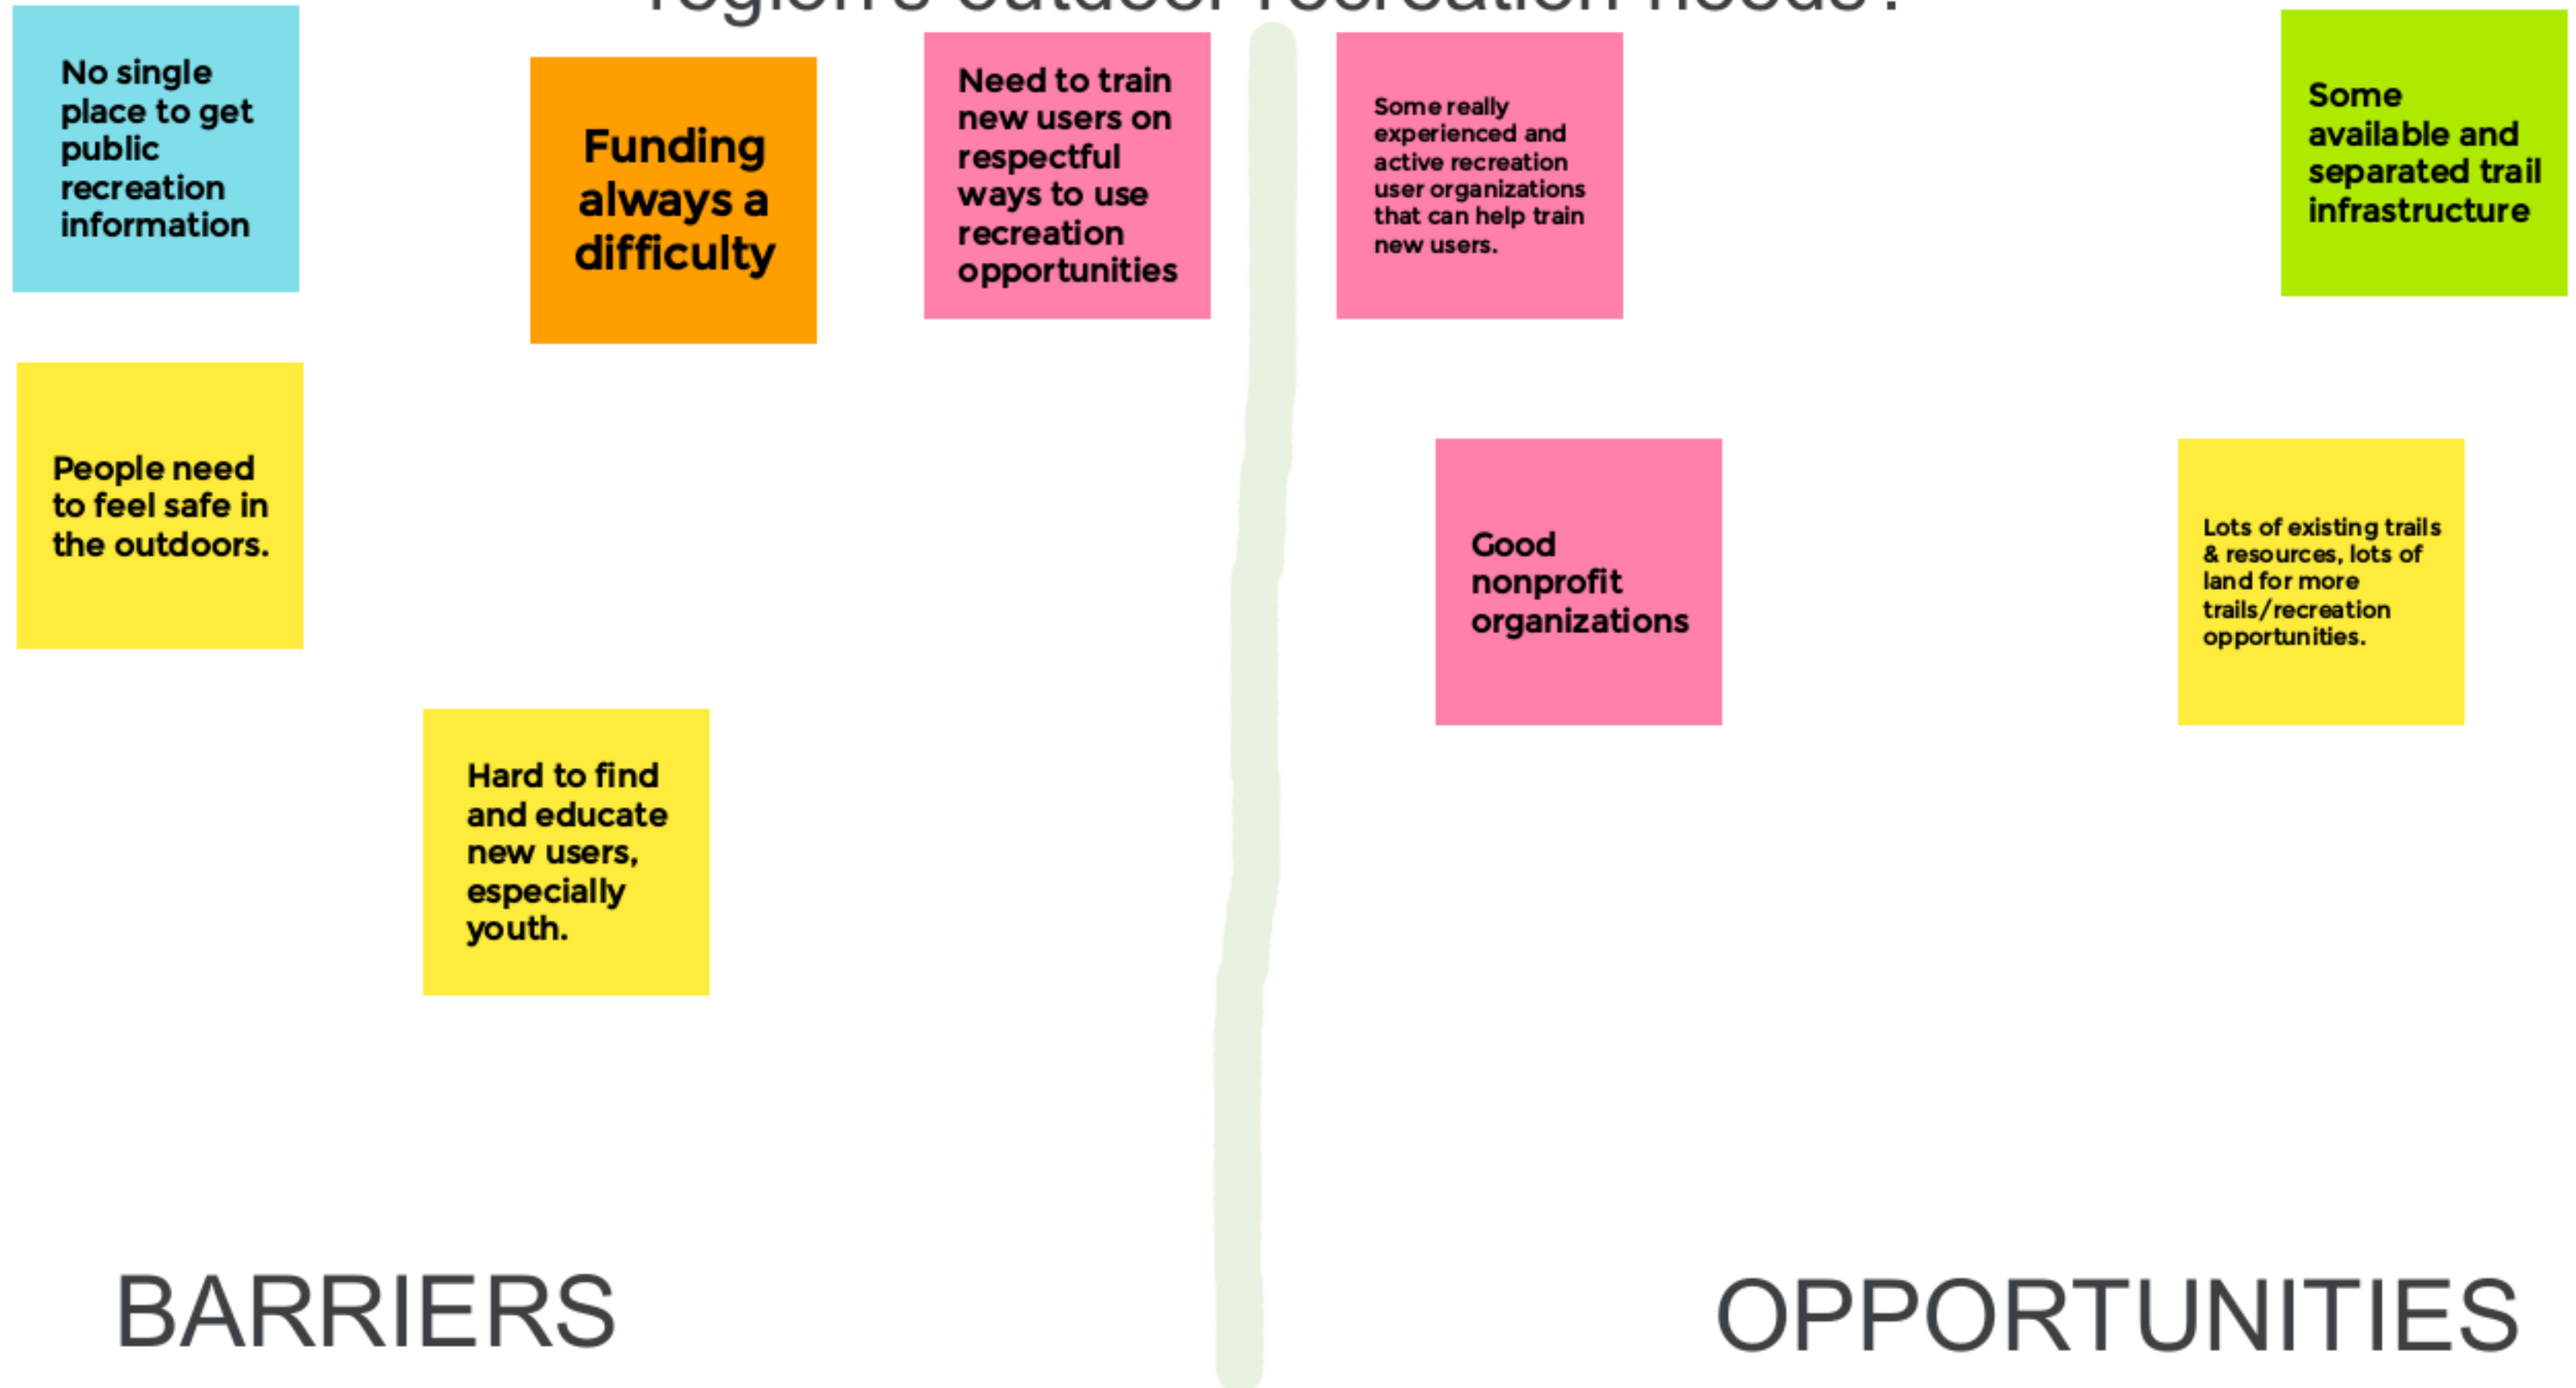 region's outdoor recreation needs?
No single
place to get
public
recreation
information
Funding
always a
difficulty
Need to train
new users on
respectful
ways to use
recreation
opportunities
Some really
experienced and
active recreation
user organizations
that can help train
new users.
Some
available and
separated trail
infrastructure
People need
to feel safe in
the outdoors.
Good
nonprofit
organizations
Lots of existing trails
& resources, lots of
land for more
trails/recreation
opportunities.
Hard to find
and educate
new users,
especially
youth.
BARRIERS
OPPORTUNITIES